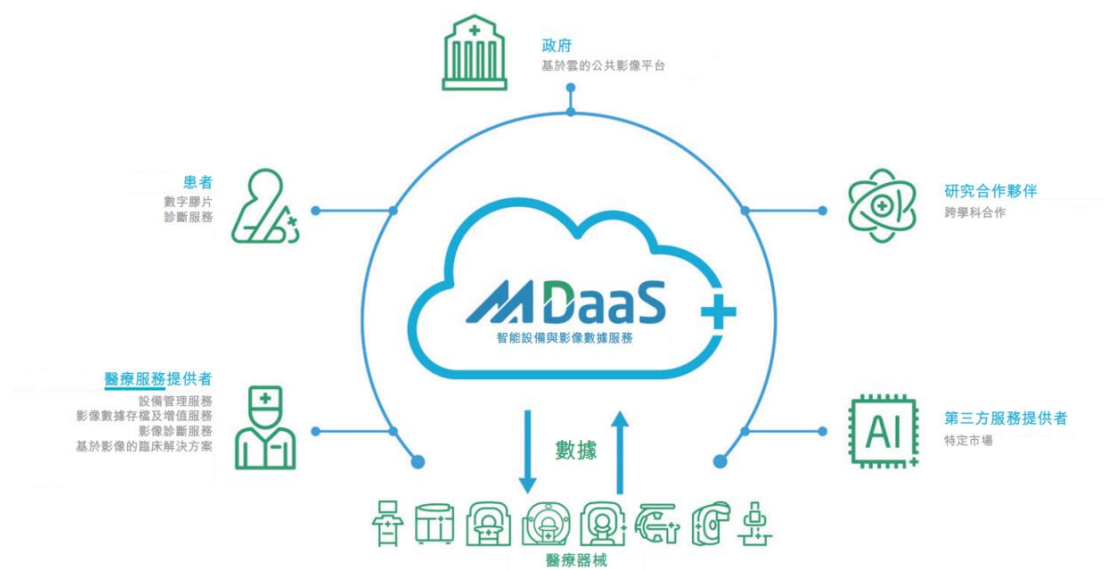 政府
基於雲的公共影像平台
患者
數字膠片
診斷服務
研究合作夥伴
跨學科合作
MDaaS
智能設備與影像數據服務
醫療服務提供者
設備管理服務
影像數據存檔及增值服務
影像診斷服務
基於影像的臨床解決方案
第三方服務提供者
特定市場
AI
數據
醫療器械